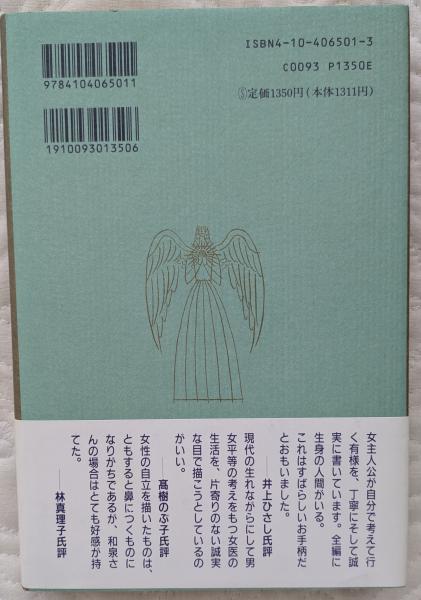 ISBN4-10-406501-3
C0093 P1350E
Ⓢ定価1350円(本体1311円)
9784104065011
1910093013506
女主人公が自分で考えて行
く有様を、丁寧にそして誠
実に書いています。全編に
生身の人間がいる。
これはすばらしいお手柄だ
とおもいました。
──井上ひさし氏評
現代の生れながらにして男
女平等の考えをもつ女医の
生活を、片寄りのない誠実
な目で描こうとしているの
がいい。
──髙樹のぶ子氏評
女性の自立を描いたものは、
ともすると鼻につくものに
なりがちであるが、和泉さ
んの場合はとても好感が持
てた。
──林真理子氏評